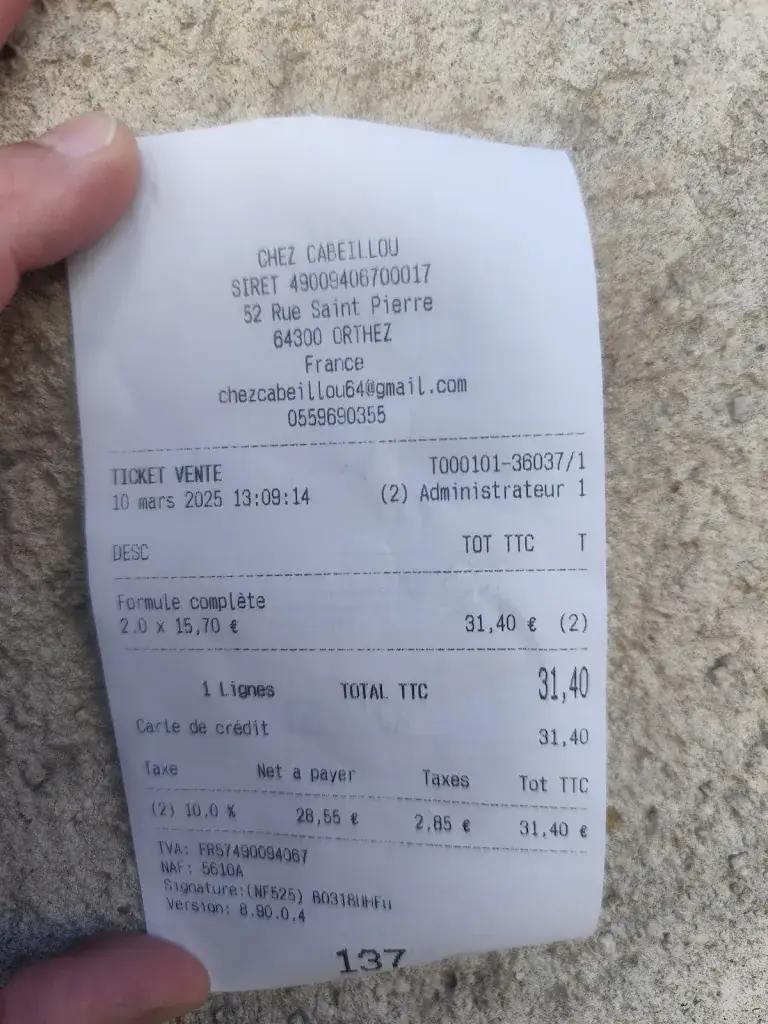 CHEZ CABEILLOU
SIRET 49009406700017
52 Rue Saint Pierre
64300 ORTHEZ
France
chezcabeillou64@gmail.com
0559690355
TICKET VENTE T000101-36037/1
10 mars 2025 13:09:14 (2) Administrateur 1
DESC TOT TTC T
Formule complète
2.0 x 15,70 € 31,40 € (2)
1 Lignes TOTAL TTC 31,40
Carte de crédit 31,40
Taxe Net a payer Taxes Tot TTC
(2) 10.0 % 28,55 € 2,85 € 31,40 €
TVA: FR57490094067
NAF: 5610A
Signature:(NF525)
Version: 8.90.0.4
137